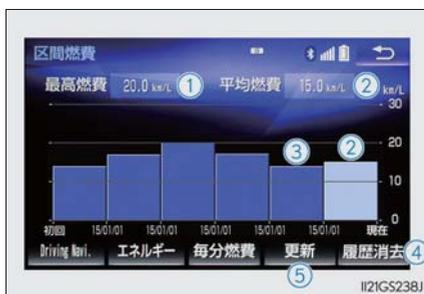 区間燃費
最高燃費 20.0 km/L ① 平均燃費 15.0 km/L ② km/L
30
③ ② 20
10
0
初回 15/01/01 15/01/01 15/01/01 15/01/01 15/01/01 現在
Driving Navi. エネルギー 毎分燃費 更新 履歴消去 ④
⑤
II21GS238J